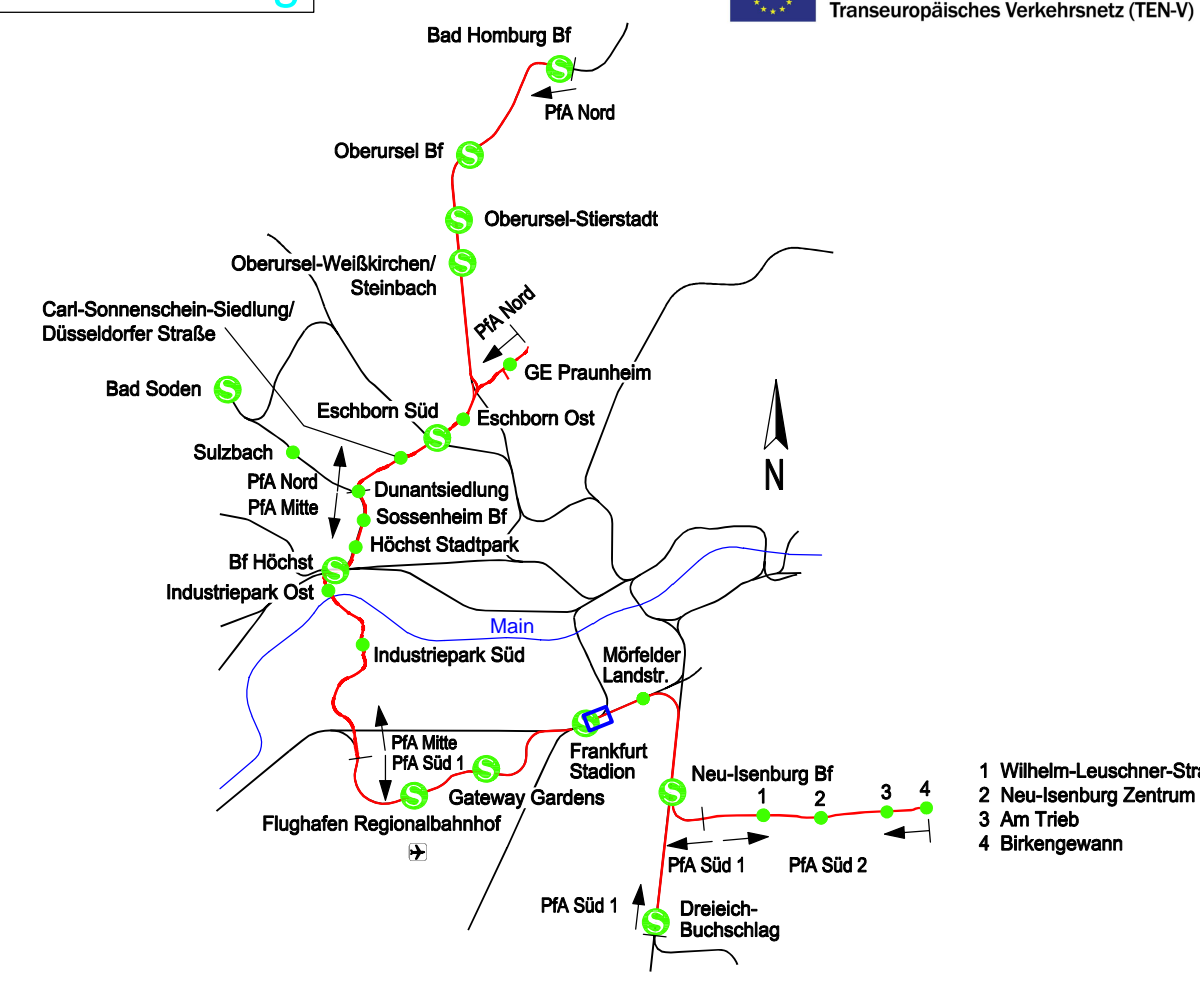 Transeuropäisches Verkehrsnetz (TEN-V)
Bad Homburg Bf
PfA Nord
Oberursel Bf
Oberursel-Stierstadt
Oberursel-Weißkirchen/
Steinbach
PfA Nord
Carl-Sonnenschein-Siedlung/
Düsseldorfer Straße
GE Praunheim
Bad Soden
Eschborn Süd
Eschborn Ost
Sulzbach
PfA Nord
PfA Mitte
Dunantsiedlung
Sossenheim Bf
Höchst Stadtpark
Bf Höchst
Industriepark Ost
N
Main
Industriepark Süd
Mörfelder
Landstr.
PfA Mitte
PfA Süd 1
Frankfurt
Stadion
Gateway Gardens
Flughafen Regionalbahnhof
Neu-Isenburg Bf
1
2
3
4
PfA Süd 1
PfA Süd 2
PfA Süd 1
Dreieich-
Buchschlag
1 Wilhelm-Leuschner-Stra
2 Neu-Isenburg Zentrum
3 Am Trieb
4 Birkengewann